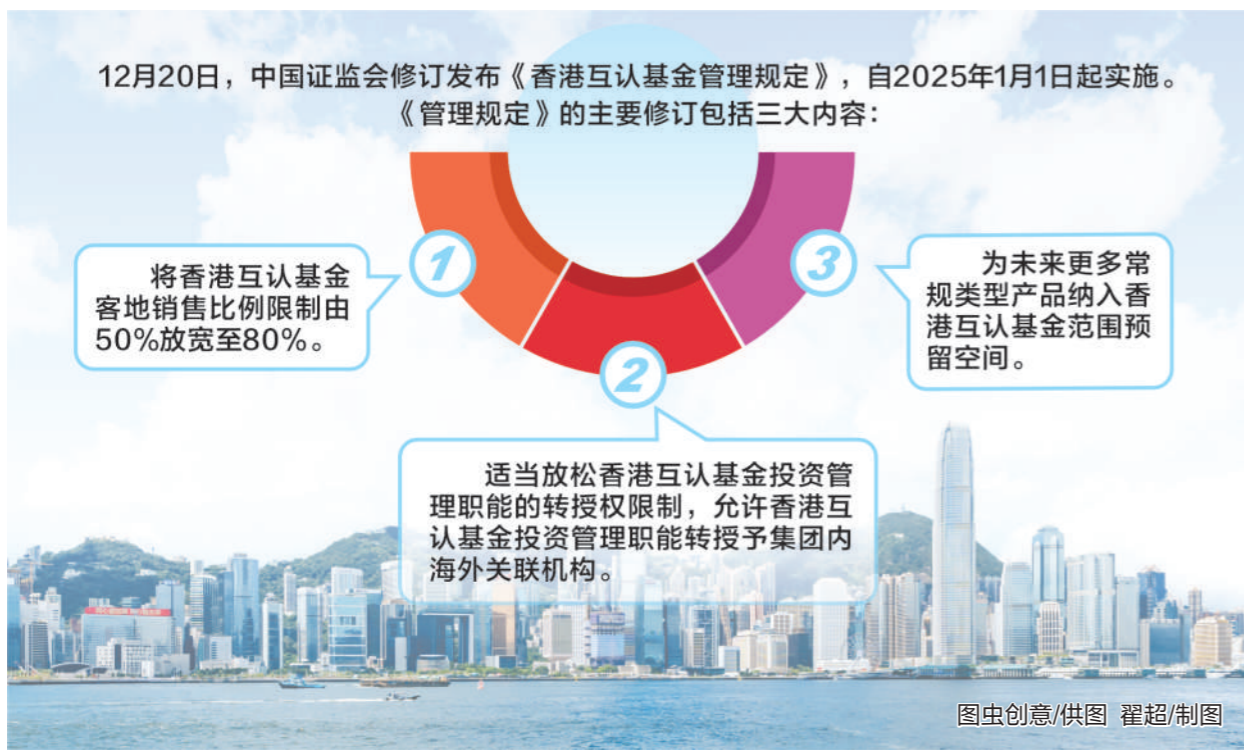 12月20日，中国证监会修订发布《香港互认基金管理规定》，自2025年1月1日起实施。
《管理规定》的主要修订包括三大内容：
1
将香港互认基金
客地销售比例限制由
50%放宽至80%。
2
适当放松香港互认基金投资管
理职能的转授权限制，允许香港互
认基金投资管理职能转授予集团内
海外关联机构。
3
为未来更多常
规类型产品纳入香
港互认基金范围预
留空间。
图虫创意/供图 翟超/制图